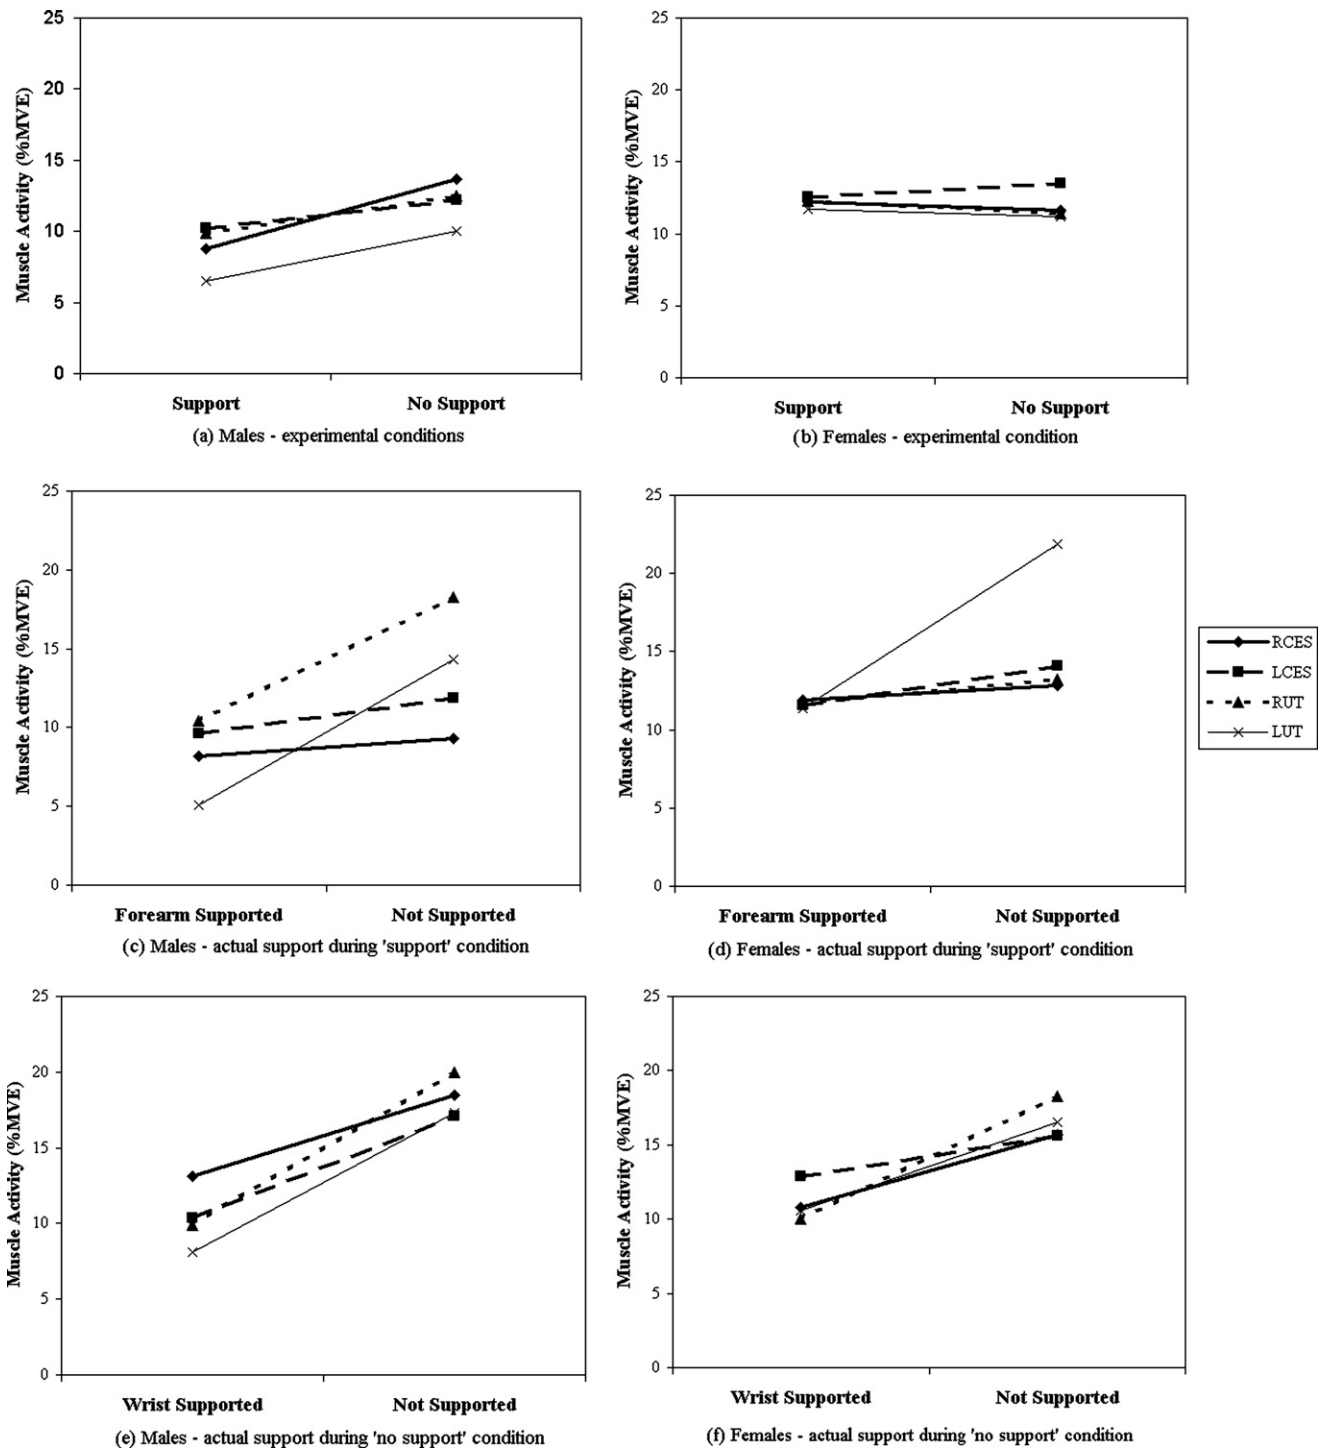 25
20
15
10
5
0
Muscle Activity (%MVE)
Support
No Support
(a) Males - experimental conditions
25
20
15
10
5
0
Muscle Activity (%MVE)
Support
No Support
(b) Females - experimental condition
25
20
15
10
5
0
Muscle Activity (%MVE)
Forearm Supported
Not Supported
(c) Males - actual support during 'support' condition
25
20
15
10
5
0
Muscle Activity (%MVE)
Forearm Supported
Not Supported
(d) Females - actual support during 'support' condition
RCES
LCES
RUT
LUT
25
20
15
10
5
0
Muscle Activity (%MVE)
Wrist Supported
Not Supported
(e) Males - actual support during 'no support' condition
25
20
15
10
5
0
Muscle Activity (%MVE)
Wrist Supported
Not Supported
(f) Females - actual support during 'no support' condition